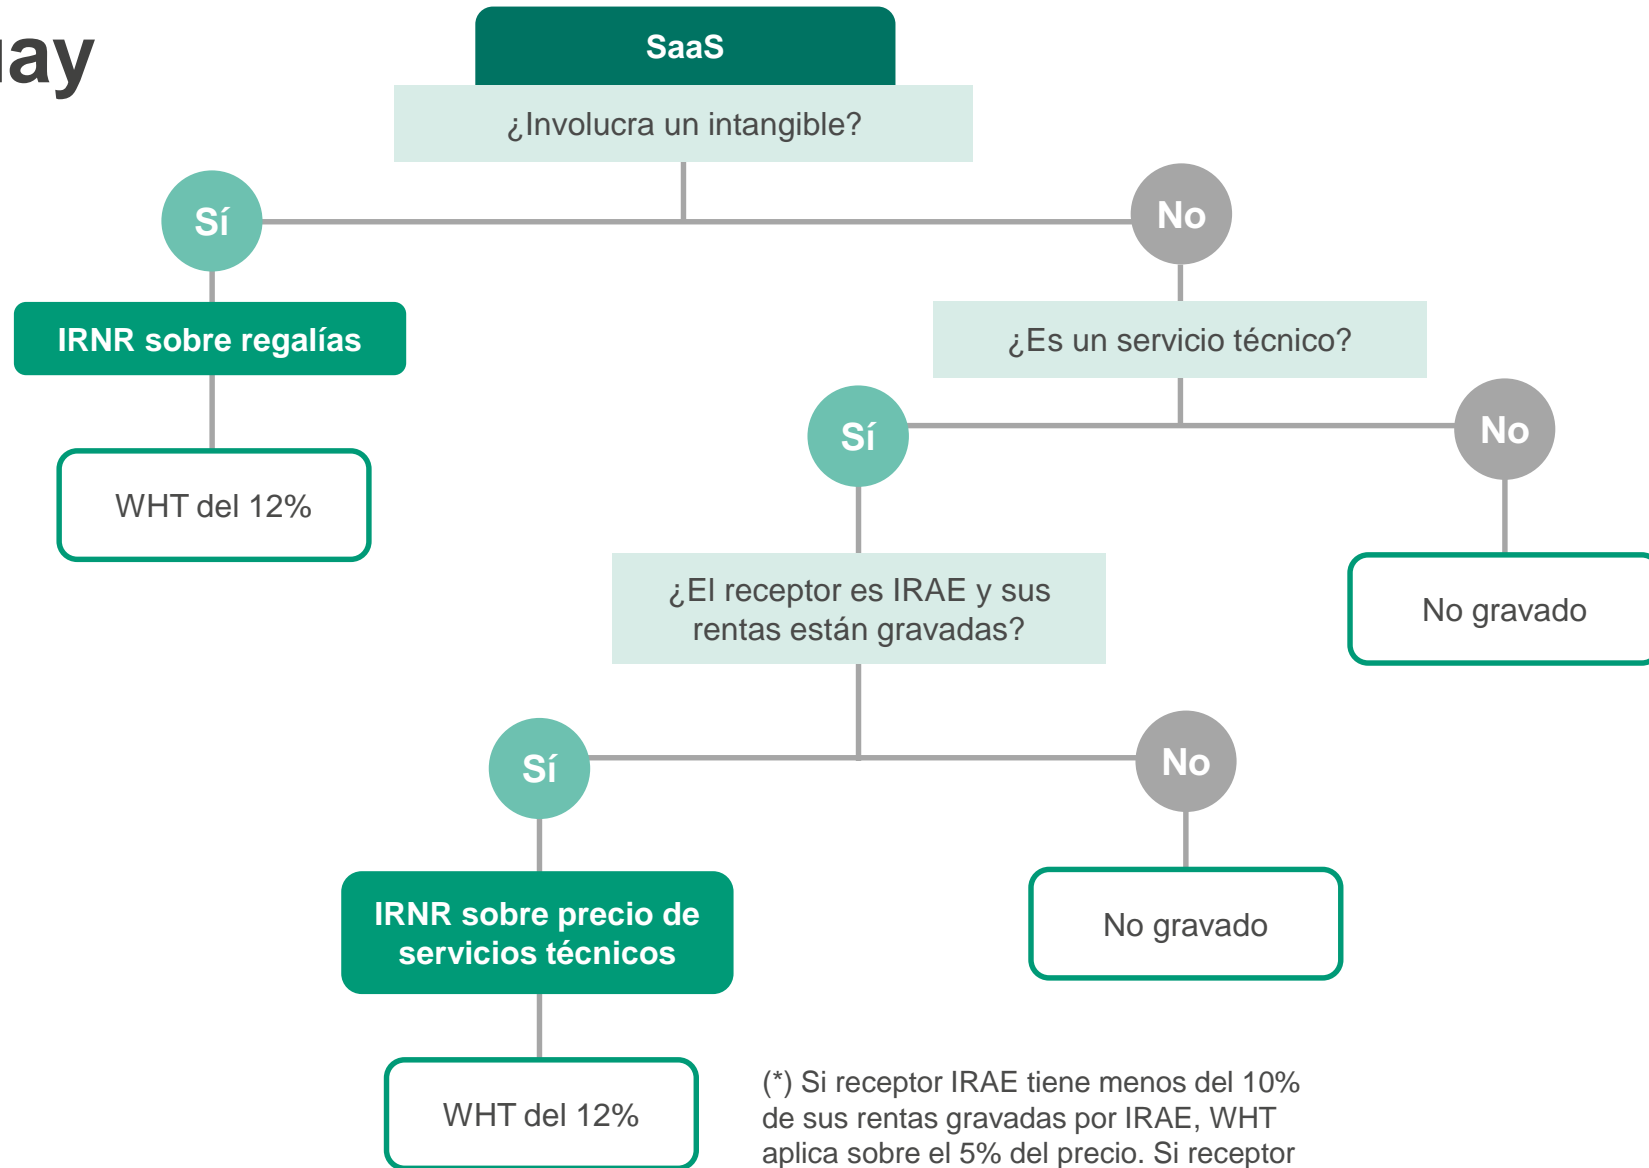 uay
SaaS
¿Involucra un intangible?
Sí
No
IRNR sobre regalías
¿Es un servicio técnico?
Sí
No
WHT del 12%
¿El receptor es IRAE y sus
rentas están gravadas?
No gravado
Sí
No
IRNR sobre precio de
servicios técnicos
No gravado
WHT del 12%
(*) Si receptor IRAE tiene menos del 10%
de sus rentas gravadas por IRAE, WHT
aplica sobre el 5% del precio. Si receptor